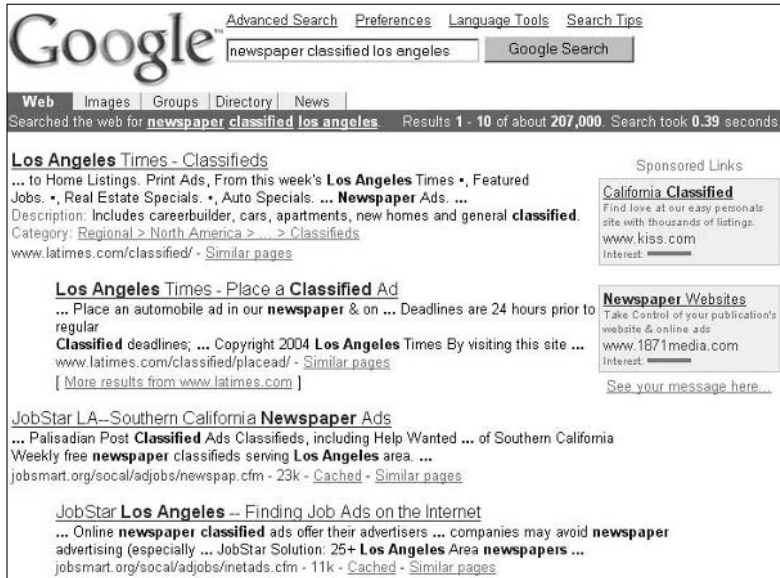 Google™
Advanced Search Preferences Language Tools Search Tips
newspaper classified los angeles Google Search
Web Images Groups Directory News
Searched the web for newspaper classified los angeles. Results 1 - 10 of about 207,000. Search took 0.39 seconds.
Los Angeles Times - Classifieds
... to Home Listings. Print Ads, From this week's Los Angeles Times •, Featured
Jobs. •, Real Estate Specials. •, Auto Specials. ... Newspaper Ads. ...
Description: Includes careerbuilder, cars, apartments, new homes and general classified.
Category: Regional > North America > ... > Classifieds
www.latimes.com/classified/ - Similar pages
Los Angeles Times - Place a Classified Ad
... Place an automobile ad in our newspaper & on ... Deadlines are 24 hours prior to
regular
Classified deadlines; ... Copyright 2004 Los Angeles Times By visiting this site ...
www.latimes.com/classified/placead/ - Similar pages
[ More results from www.latimes.com ]
JobStar LA--Southern California Newspaper Ads
... Palisadian Post Classified Ads Classifieds, including Help Wanted ... of Southern California
Weekly free newspaper classifieds serving Los Angeles area. ...
jobsmart.org/socal/adjobs/newspap.cfm - 23k - Cached - Similar pages
JobStar Los Angeles -- Finding Job Ads on the Internet
... Online newspaper classified ads offer their advertisers ... companies may avoid newspaper
advertising (especially ... JobStar Solution: 25+ Los Angeles Area newspapers ...
jobsmart.org/socal/adjobs/inetads.cfm - 11k - Cached - Similar pages
Sponsored Links
California Classified
Find love at our easy personals
site with thousands of listings.
www.kiss.com
Interest:
Newspaper Websites
Take Control of your publication's
website & online ads
www.1871media.com
Interest:
See your message here...